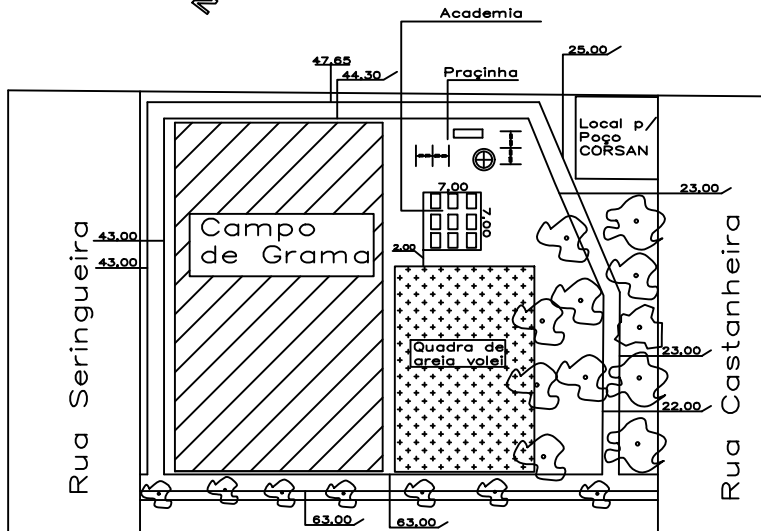 Academia
25.00
47.65
44.30
Praçinha
Local p/
Poço
CORSAN
7.00
7.00
23.00
Campo
de Grama
43.00
43.00
2.00
Rua Seringueira
Rua Castanheira
Quadra de
areia volei
23.00
22.00
63.00
63.00